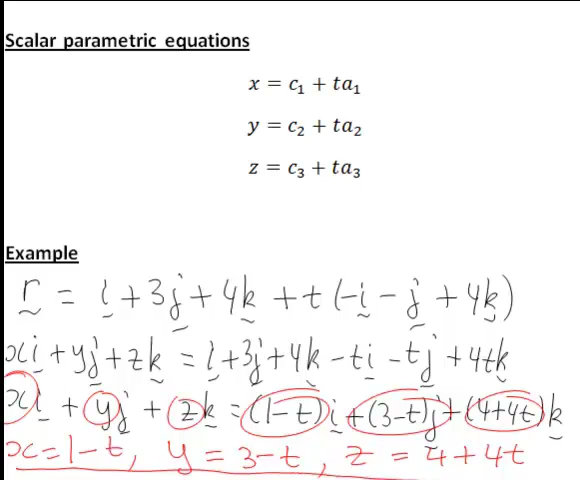 Scalar parametric equations
x = c₁ + ta₁
y = c₂ + ta₂
z = c₃ + ta₃
Example
r = i + 3j + 4k + t(-i - j + 4k)
xi + yj + zk = i + 3j + 4k - ti - tj + 4tk
xi + yj + zk = (1-t)i + (3-t)j + (4+4t)k
x = 1-t, y = 3-t, z = 4+4t